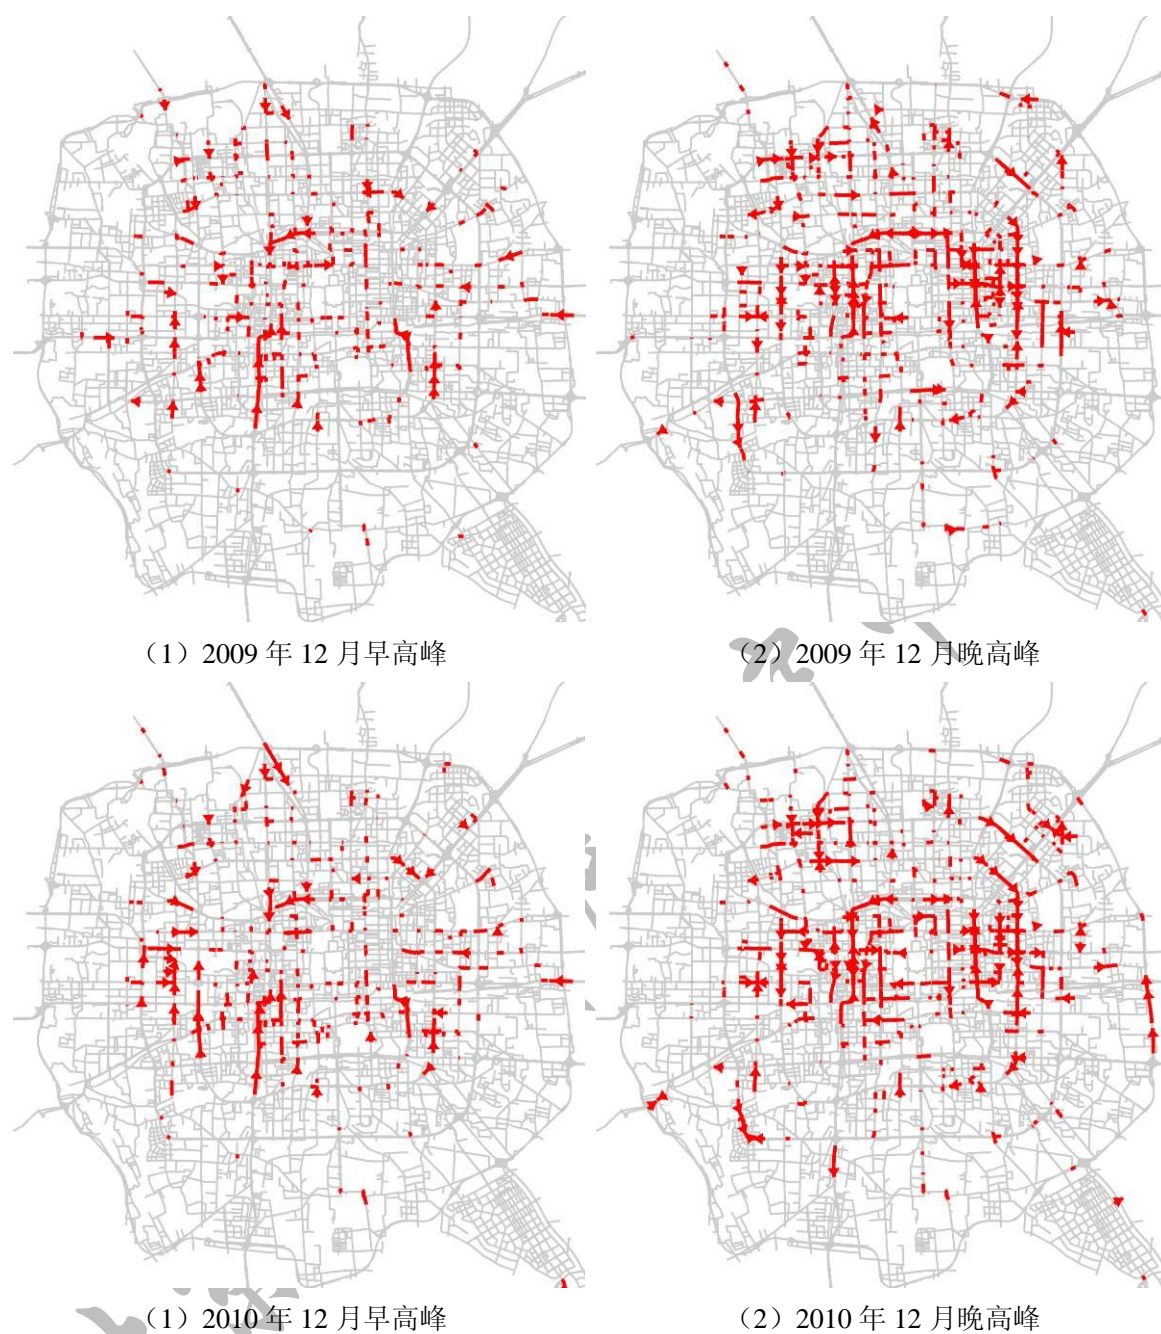 （1）2009 年 12 月早高峰
（2）2009 年 12 月晚高峰
（1）2010 年 12 月早高峰
（2）2010 年 12 月晚高峰